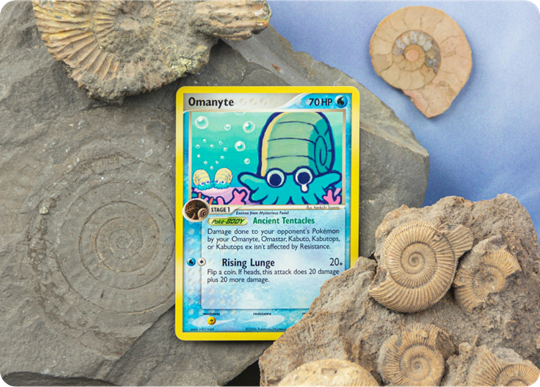 Omanyte 70 HP
STAGE 1
Evolves from Mysterious Fossil
Poké-BODY Ancient Tentacles
Damage done to your opponent's Pokémon
by your Omanyte, Omastar, Kabuto, Kabutops,
or Kabutops ex isn't affected by Resistance.
Rising Lunge 20+
Flip a coin. If heads, this attack does 20 damage
plus 20 more damage.
weakness resistance